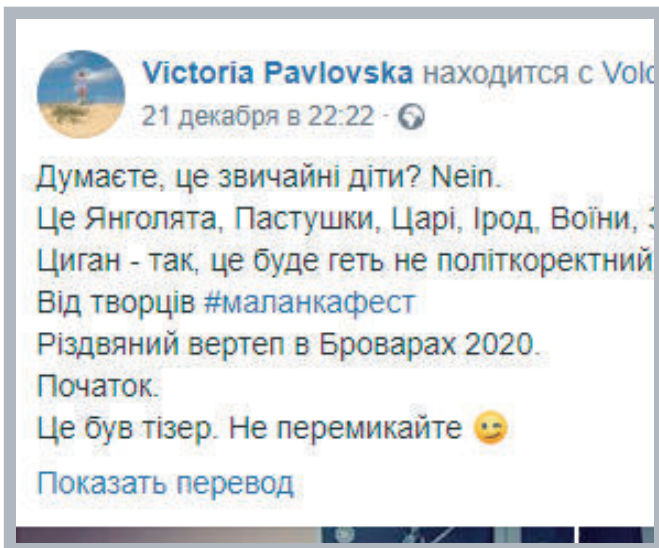 Victoria Pavlovska находится с
21 декабря в 22:22 ·
Думаєте, це звичайні діти? Nein.
Це Янголята, Пастушки, Царі, Ірод, Воїни,
Циган - так, це буде геть не політкоректний
Від творців #маланкафест
Різдвяний вертеп в Броварах 2020.
Початок.
Це був тізер. Не перемикайте 😉
Показать перевод